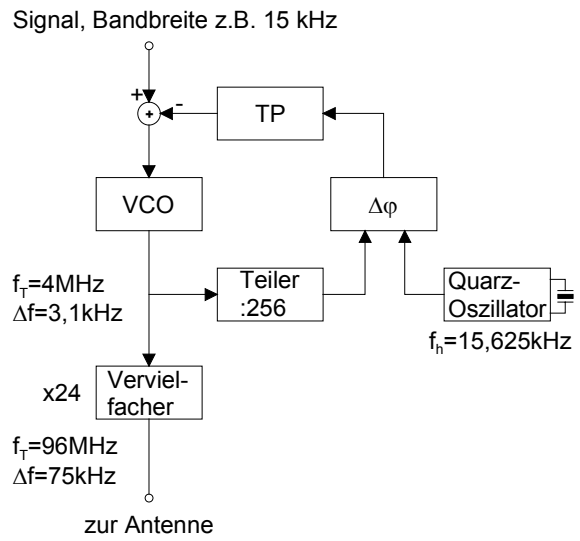 Signal, Bandbreite z.B. 15 kHz
+
-
+
TP
VCO
Δφ
f_T=4MHz
Δf=3,1kHz
Teiler
:256
Quarz-
Oszillator
f_h=15,625kHz
x24
Verviel-
facher
f_T=96MHz
Δf=75kHz
zur Antenne